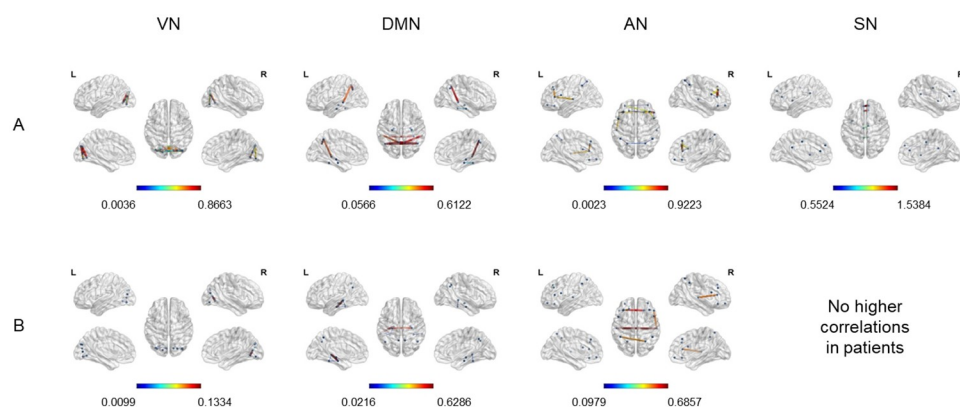 VN DMN AN SN
L R L R L R L R
A
0.0036 0.8663 0.0566 0.6122 0.0023 0.9223 0.5524 1.5384
L R L R L R
B
No higher
correlations
in patients
0.0099 0.1334 0.0216 0.6286 0.0979 0.6857